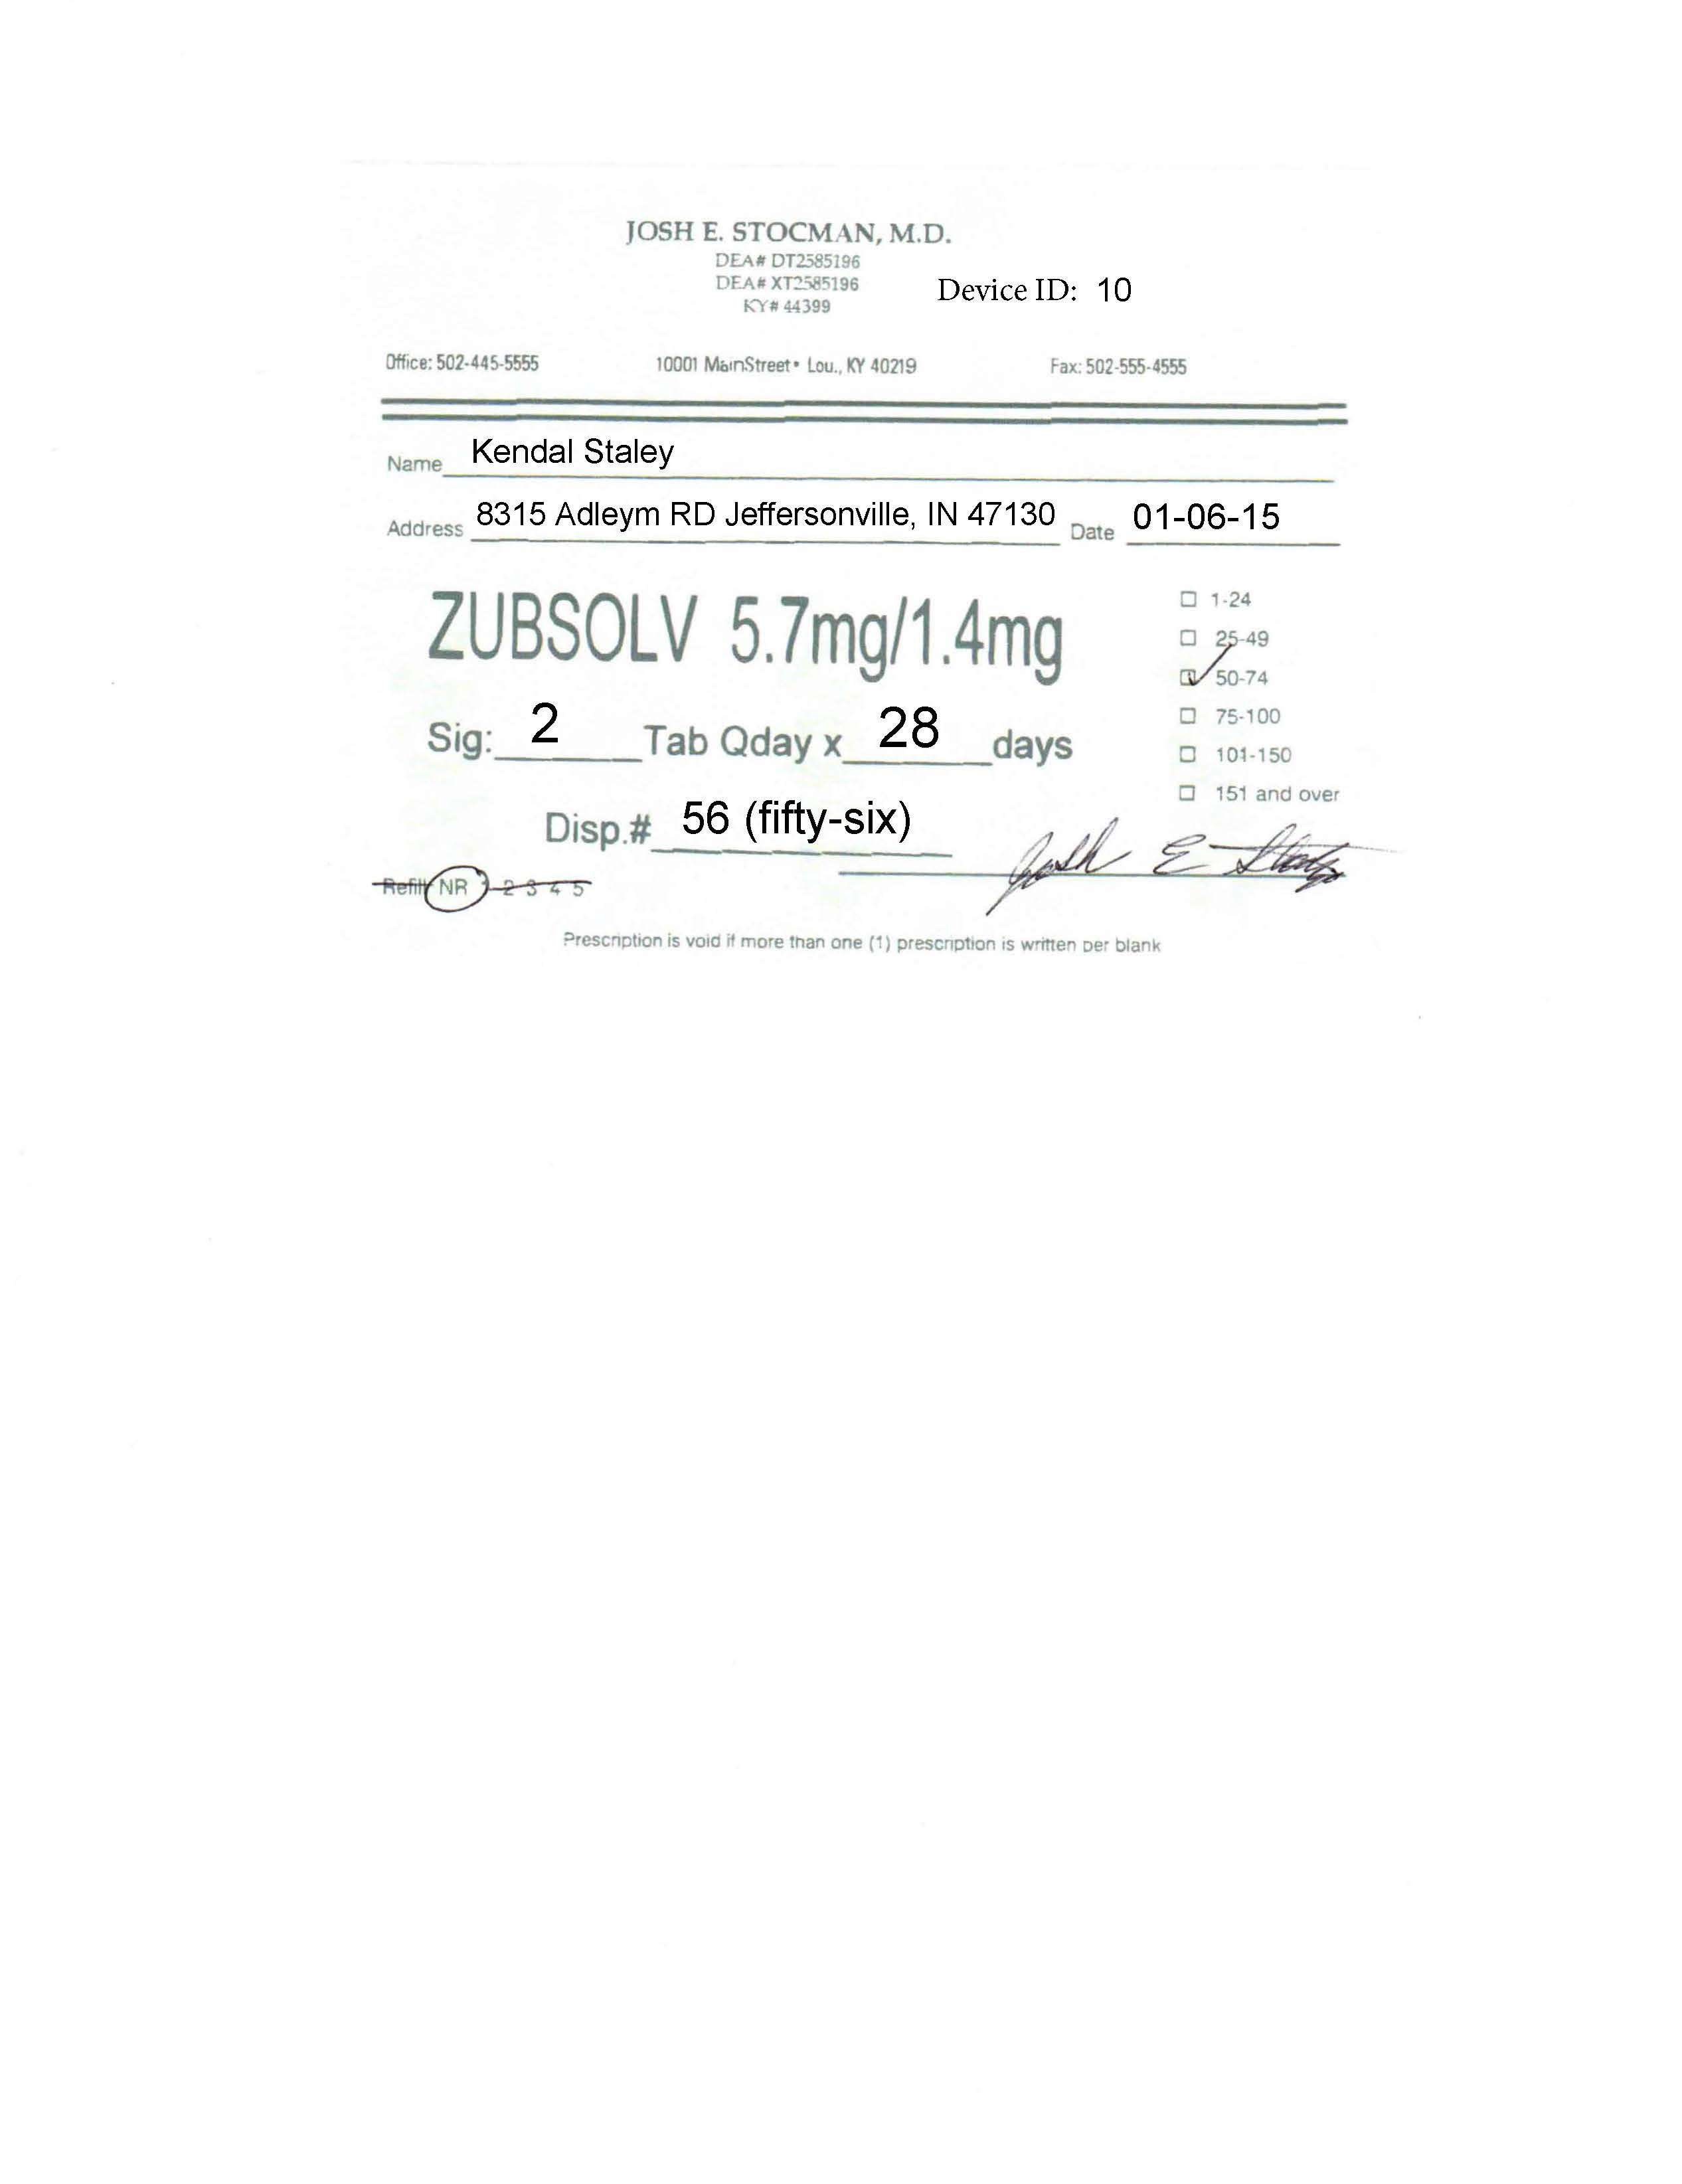 JOSH E. STOCMAN, M.D.
DEA# DT2585196
DEA# XT2585196
KY# 44399
Device ID: 10
Office: 502-445-5555 10001 MainStreet• Lou., KY 40219 Fax: 502-555-4555
Name Kendal Staley
Address 8315 Adleym RD Jeffersonville, IN 47130 Date 01-06-15
ZUBSOLV 5.7mg/1.4mg
1-24
25-49
50-74
75-100
101-150
151 and over
Sig: 2 Tab Qday x 28 days
Disp.# 56 (fifty-six)
Josh E
Refill NR 1 2 3 4 5
Prescription is void if more than one (1) prescription is written per blank